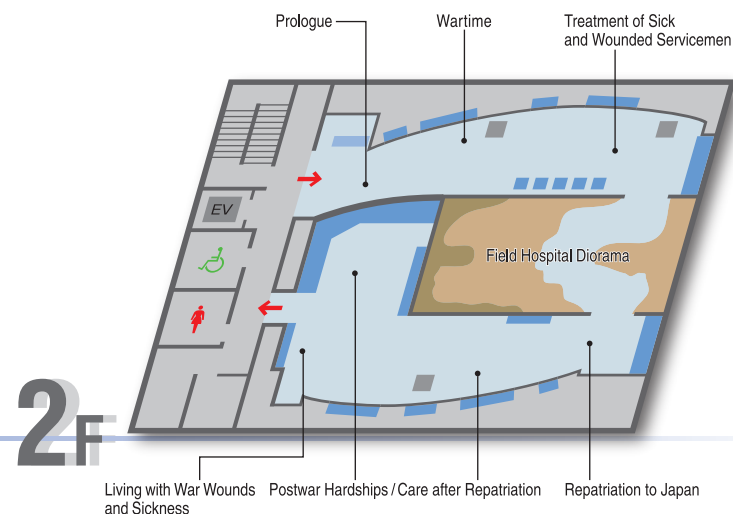 Prologue
Wartime
Treatment of Sick
and Wounded Servicemen
EV
Field Hospital Diorama
2F
Living with War Wounds
and Sickness
Postwar Hardships / Care after Repatriation
Repatriation to Japan